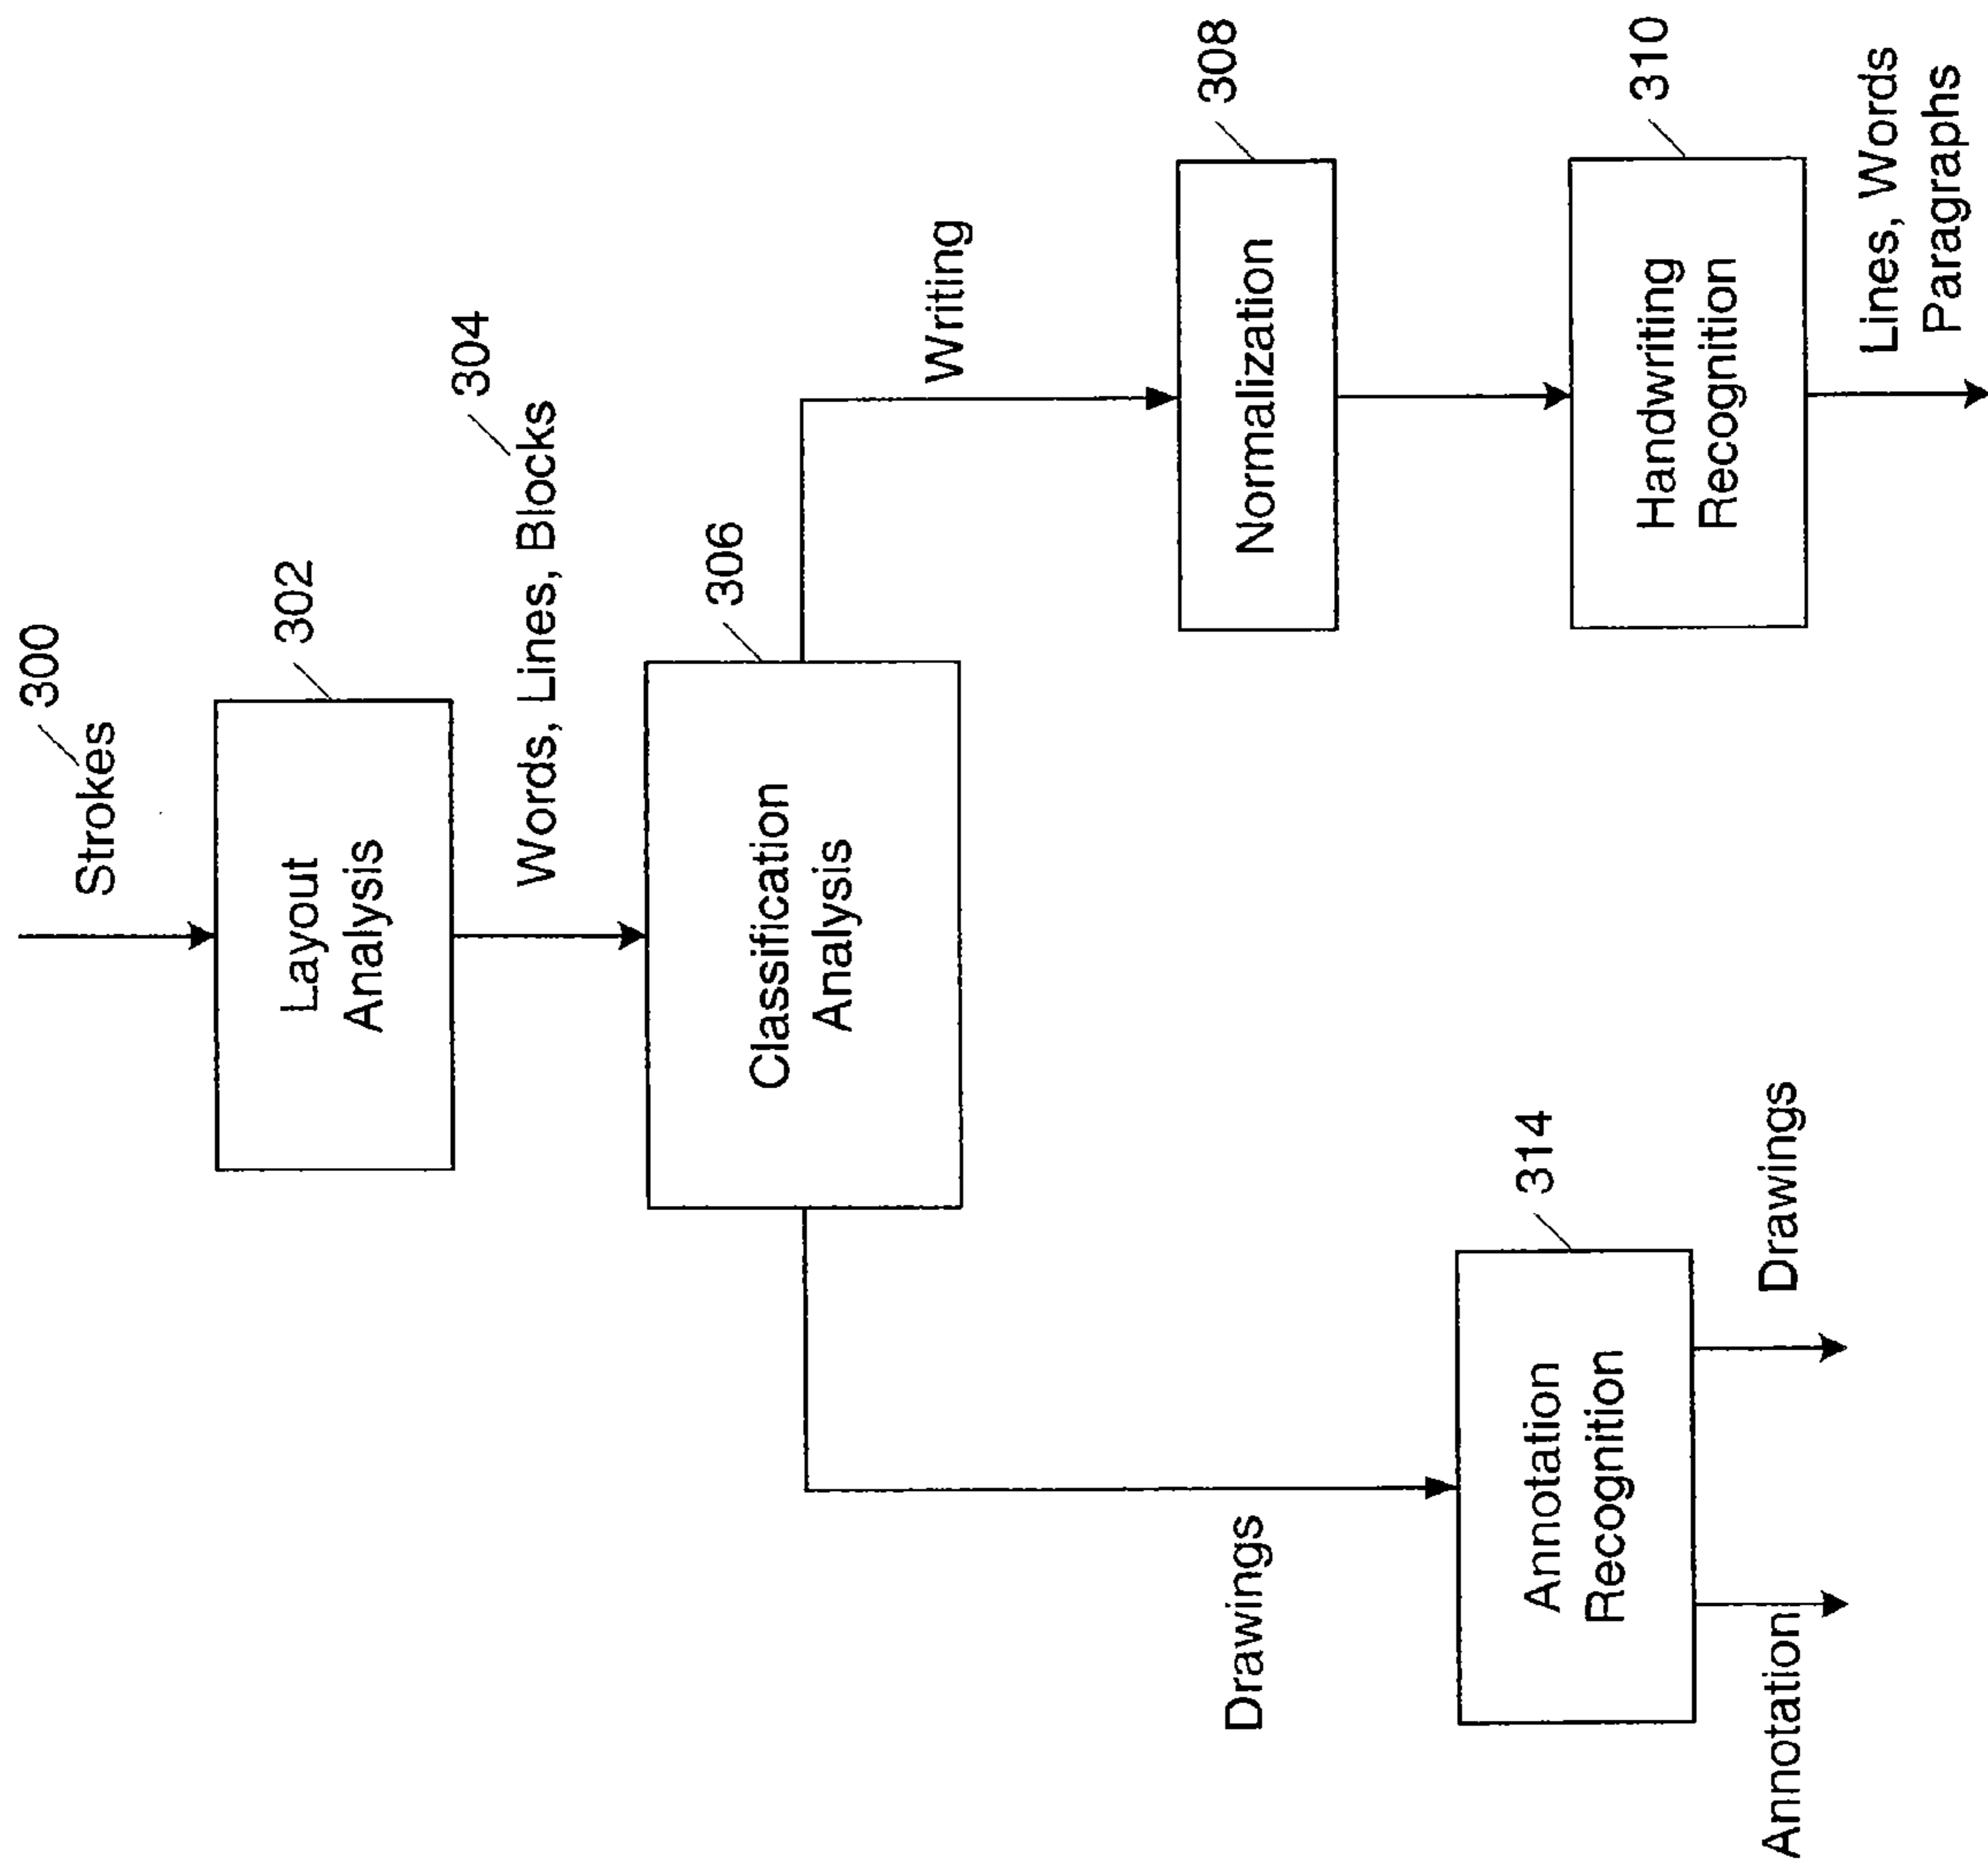 300
Strokes
302
Layout
Analysis
304
Words, Lines, Blocks
306
Classification
Analysis
Writing
308
Normalization
310
Handwriting
Recognition
Lines, Words
Paragraphs
Drawings
314
Annotation
Recognition
Annotation
Drawings